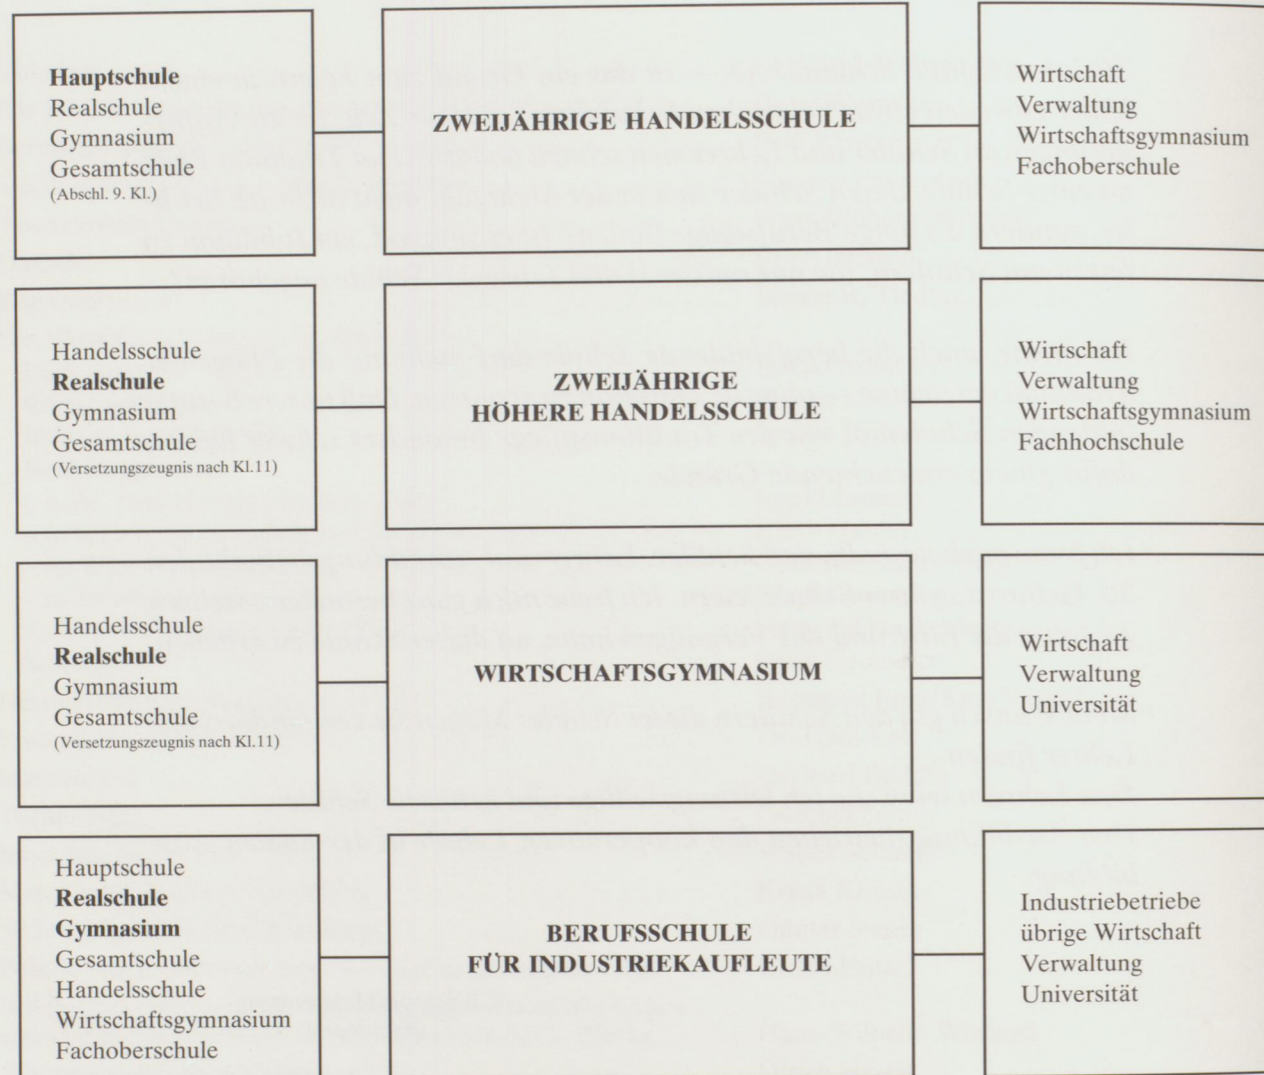 Hauptschule
Realschule
Gymnasium
Gesamtschule
(Abschl. 9. Kl.)
ZWEIJÄHRIGE HANDELSSCHULE
Wirtschaft
Verwaltung
Wirtschaftsgymnasium
Fachoberschule
Handelsschule
Realschule
Gymnasium
Gesamtschule
(Versetzungszeugnis nach Kl.11)
ZWEIJÄHRIGE
HÖHERE HANDELSSCHULE
Wirtschaft
Verwaltung
Wirtschaftsgymnasium
Fachhochschule
Handelsschule
Realschule
Gymnasium
Gesamtschule
(Versetzungszeugnis nach Kl.11)
WIRTSCHAFTSGYMNASIUM
Wirtschaft
Verwaltung
Universität
Hauptschule
Realschule
Gymnasium
Gesamtschule
Handelsschule
Wirtschaftsgymnasium
Fachoberschule
BERUFSSCHULE
FÜR INDUSTRIEKAUFLEUTE
Industriebetriebe
übrige Wirtschaft
Verwaltung
Universität